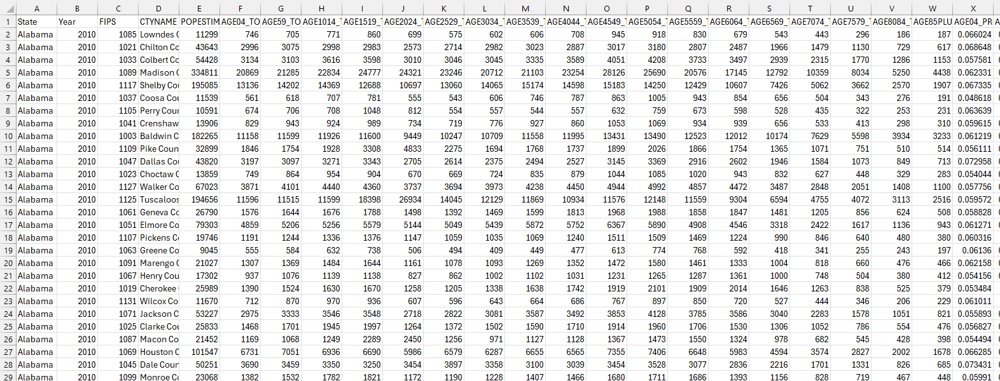 A B C D E F G H I J K L M N O P Q R S T U V W X
1 State Year FIPS CTYNAME POPESTIM AGE04_TO AGE59_TO AGE1014_T AGE1519_T AGE2024_T AGE2529_T AGE3034_T AGE3539_T AGE4044_T AGE4549_T AGE5054_T AGE5559_T AGE6064_T AGE6569_T AGE7074_T AGE7579_T AGE8084_T AGE85PLU AGE04_PR A
2 Alabama 2010 1085 Lowndes C 11299 746 705 771 860 699 575 602 606 708 945 918 830 679 543 443 296 186 187 0.066024
3 Alabama 2010 1021 Chilton Co 43643 2996 3075 2998 2983 2573 2714 2982 3023 2887 3017 3180 2807 2487 1966 1479 1130 729 617 0.068648
4 Alabama 2010 1033 Colbert Co 54428 3134 3103 3616 3598 3010 3046 3045 3335 3589 4051 4208 3733 3497 2939 2315 1770 1286 1153 0.057581
5 Alabama 2010 1089 Madison C 334811 20869 21285 22834 24777 24321 23246 20712 21103 23254 28126 25690 20576 17145 12792 10359 8034 5250 4438 0.062331
6 Alabama 2010 1117 Shelby Cou 195085 13136 14202 14369 12688 10697 13060 14065 15174 14598 15183 14250 12429 10607 7426 5062 3662 2570 1907 0.067335
7 Alabama 2010 1037 Coosa Cou 11539 561 618 707 781 555 543 606 746 787 863 1005 943 854 656 504 343 276 191 0.048618
8 Alabama 2010 1105 Perry Cour 10591 674 706 708 1048 812 554 557 544 557 632 759 673 598 528 435 322 253 231 0.063639
9 Alabama 2010 1041 Crenshaw 13906 829 943 924 989 734 719 776 927 860 1053 1069 934 939 656 533 413 298 310 0.059615
10 Alabama 2010 1003 Baldwin C 182265 11158 11599 11926 11600 9449 10247 10709 11558 11995 13431 13490 12523 12012 10174 7629 5598 3934 3233 0.061219
11 Alabama 2010 1109 Pike Coun 32899 1846 1754 1928 3308 4833 2275 1694 1768 1737 1899 2026 1866 1754 1365 1071 751 510 514 0.056111
12 Alabama 2010 1047 Dallas Cou 43820 3197 3097 3271 3343 2705 2614 2375 2494 2527 3145 3369 2916 2602 1946 1584 1073 849 713 0.072958
13 Alabama 2010 1023 Choctaw C 13859 749 864 954 904 670 669 724 835 879 1044 1085 1020 943 832 627 448 329 283 0.054044
14 Alabama 2010 1127 Walker Co 67023 3871 4101 4440 4360 3737 3694 3973 4238 4450 4944 4992 4857 4472 3487 2848 2051 1408 1100 0.057756
15 Alabama 2010 1125 Tuscaloos 194656 11596 11515 11599 18398 26934 14045 12129 11869 10934 11576 12148 11559 9304 6594 4755 4072 3113 2516 0.059572
16 Alabama 2010 1061 Geneva Co 26790 1576 1644 1676 1788 1498 1392 1469 1599 1813 1968 1988 1858 1847 1481 1205 856 624 508 0.058828
17 Alabama 2010 1051 Elmore Co 79303 4859 5206 5256 5579 5144 5049 5439 5872 5752 6367 5890 4908 4546 3318 2422 1617 1136 943 0.061271
18 Alabama 2010 1107 Pickens C 19746 1191 1244 1336 1376 1147 1059 1035 1069 1240 1511 1509 1469 1224 990 846 640 480 380 0.060316
19 Alabama 2010 1063 Greene Co 9045 555 584 632 738 506 494 409 449 477 613 774 768 592 418 341 255 243 197 0.06136
20 Alabama 2010 1091 Marengo C 21027 1307 1369 1484 1644 1161 1078 1093 1269 1352 1472 1580 1461 1333 1004 818 660 476 466 0.062158
21 Alabama 2010 1067 Henry Cou 17302 937 1076 1139 1138 827 862 1002 1102 1031 1231 1265 1287 1361 1000 748 504 380 412 0.054156
22 Alabama 2010 1019 Cherokee 25989 1390 1524 1630 1670 1258 1205 1338 1638 1742 1919 2101 1909 2014 1646 1263 838 525 379 0.053484
23 Alabama 2010 1131 Wilcox Co 11670 712 870 970 936 607 596 643 664 686 767 897 850 720 527 444 346 206 229 0.061011
24 Alabama 2010 1071 Jackson C 53227 2975 3333 3546 3548 2718 2822 3081 3587 3492 3853 4128 3785 3586 3040 2283 1578 1051 821 0.055893
25 Alabama 2010 1025 Clarke Cou 25833 1468 1701 1945 1997 1264 1372 1502 1590 1710 1914 1960 1706 1530 1306 1052 786 554 476 0.056827
26 Alabama 2010 1087 Macon Co 21452 1169 1068 1249 2289 2450 1256 971 1127 1128 1367 1473 1550 1324 978 682 545 428 398 0.054494
27 Alabama 2010 1069 Houston C 101547 6731 7051 6936 6690 5986 6579 6287 6655 6565 7355 7406 6648 5983 4594 3574 2827 2002 1678 0.066285
28 Alabama 2010 1045 Dale Coun 50251 3690 3459 3350 3250 3454 3897 3358 3100 3039 3454 3528 3077 2836 2216 1701 1331 826 685 0.073431
29 Alabama 2010 1099 Monroe Co 23068 1382 1532 1782 1821 1172 1190 1228 1407 1466 1680 1711 1686 1393 1156 828 719 467 448 0.05991